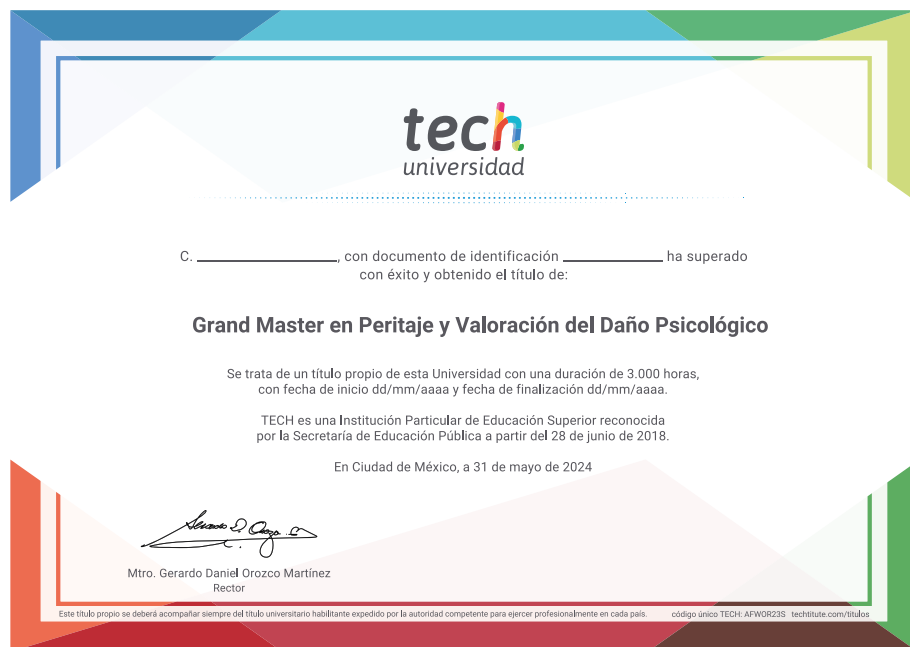 tech
universidad
C. ____________, con documento de identificación ____________ ha superado
con éxito y obtenido el título de:
Grand Master en Peritaje y Valoración del Daño Psicológico
Se trata de un título propio de esta Universidad con una duración de 3.000 horas,
con fecha de inicio dd/mm/aaaa y fecha de finalización dd/mm/aaaa.
TECH es una Institución Particular de Educación Superior reconocida
por la Secretaría de Educación Pública a partir del 28 de junio de 2018.
En Ciudad de México, a 31 de mayo de 2024
Mtro. Gerardo Daniel Orozco Martínez
Rector
Este título propio se deberá acompañar siempre del título universitario habilitante expedido por la autoridad competente para ejercer profesionalmente en cada país. código único TECH: AFWOR23S techtitute.com/titulos